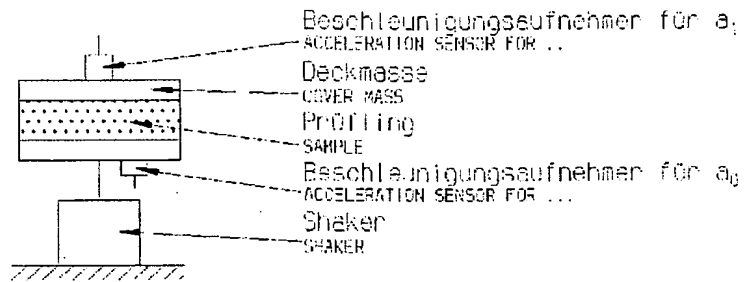 Beschleunigungsaufnehmer für a₁
ACCELERATION SENSOR FOR ..
Deckmasse
COVER MASS
Prüfling
SAMPLE
Beschleunigungsaufnehmer für a₀
ACCELERATION SENSOR FOR ...
Shaker
SHAKER